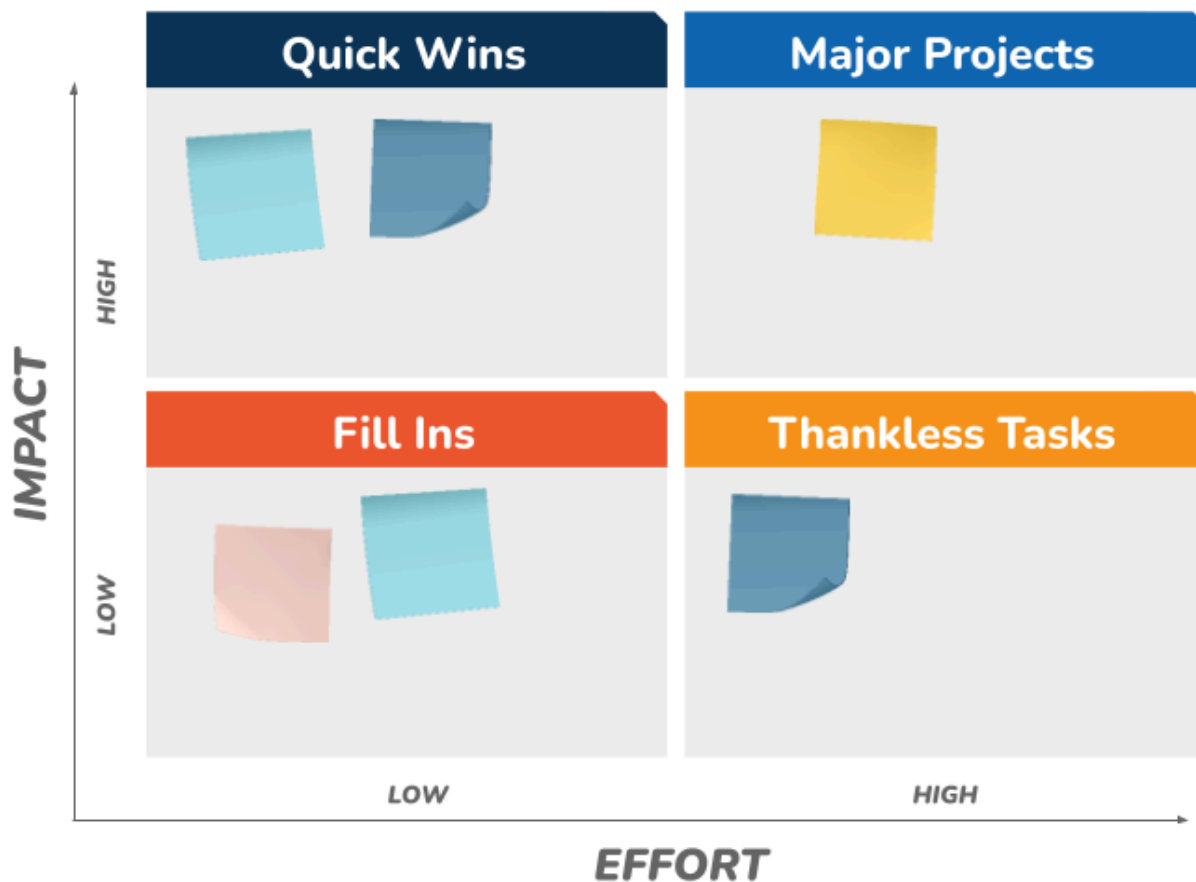 Quick Wins
Major Projects
HIGH
IMPACT
Fill Ins
Thankless Tasks
LOW
LOW
HIGH
EFFORT